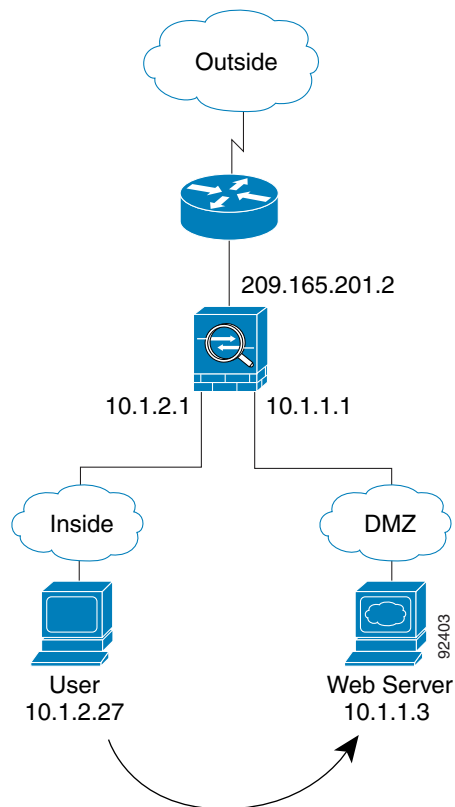 Outside
209.165.201.2
10.1.2.1
10.1.1.1
Inside
DMZ
User
10.1.2.27
Web Server
10.1.1.3
92403